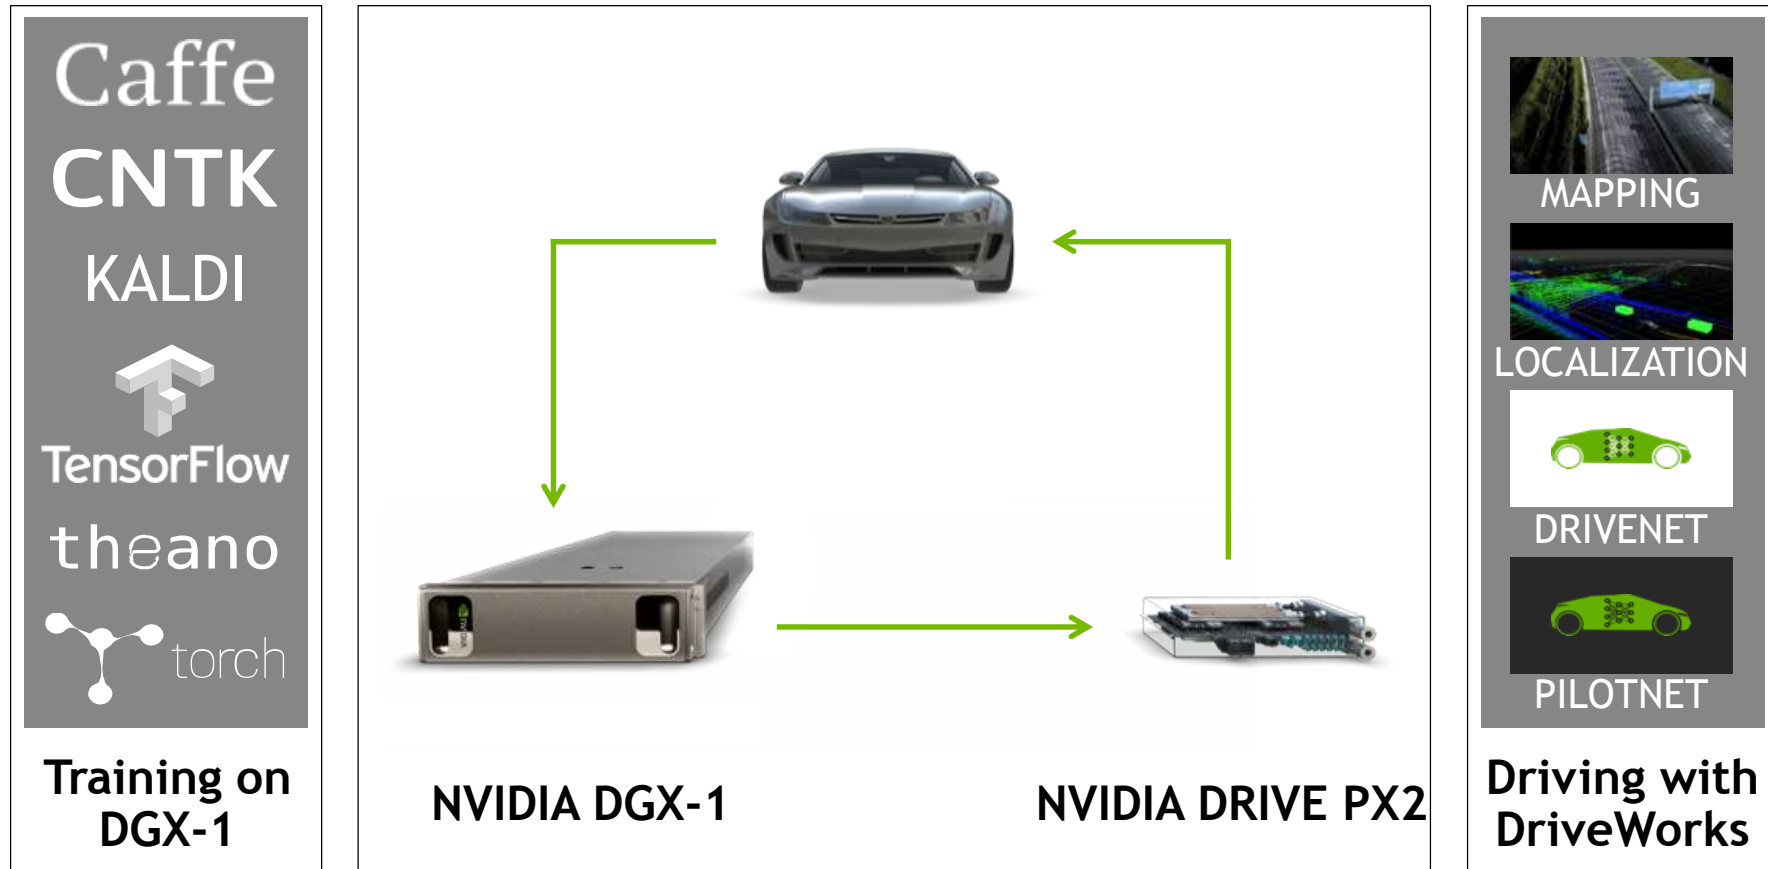 Caffe
CNTK
KALDI
TensorFlow
theano
torch
Training on
DGX-1
NVIDIA DGX-1
NVIDIA DRIVE PX2
MAPPING
LOCALIZATION
DRIVENET
PILOTNET
Driving with
DriveWorks